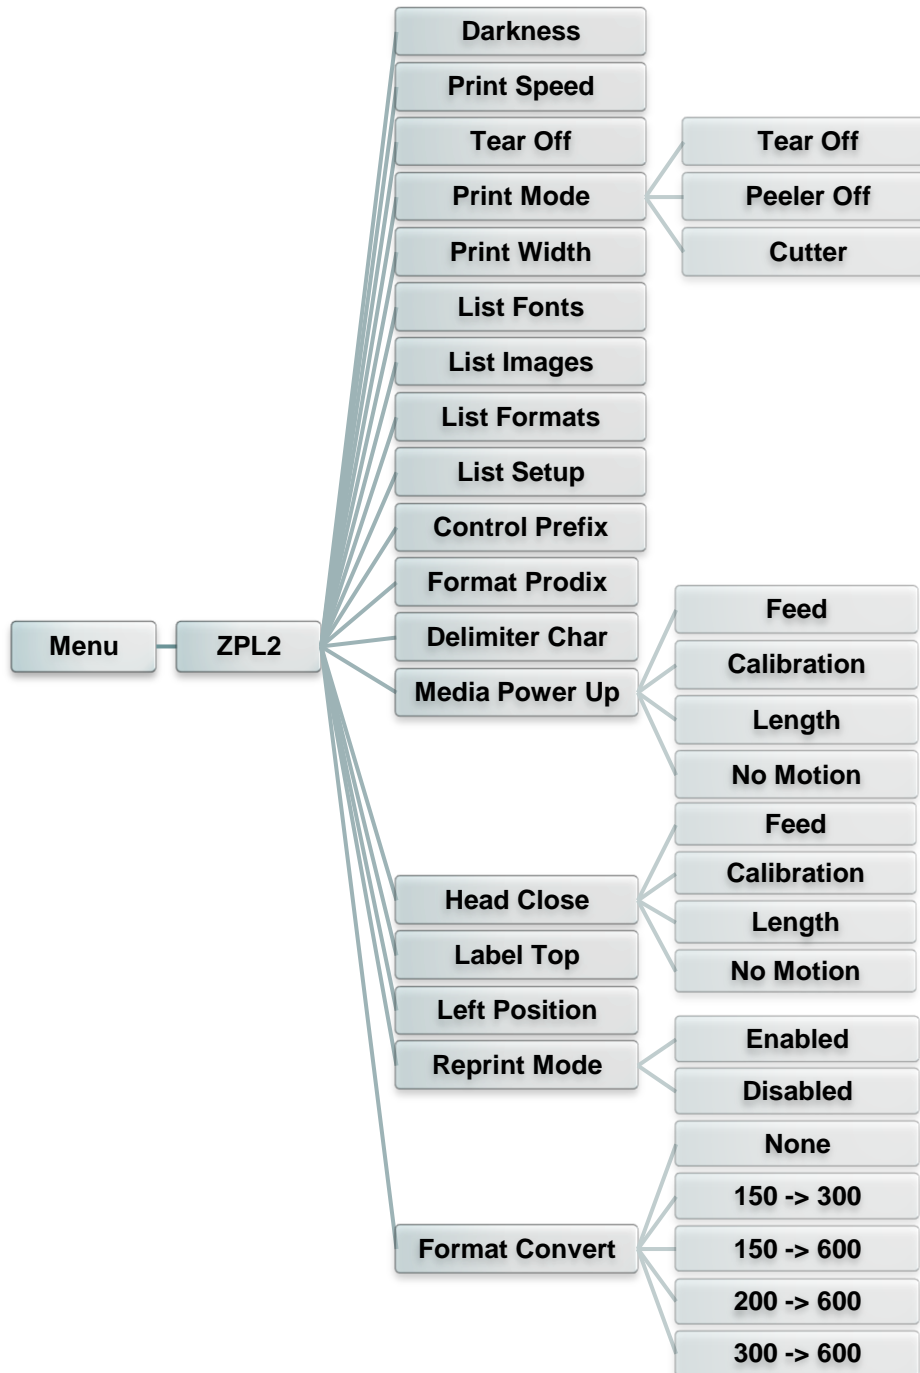 Darkness
Print Speed
Tear Off
Print Mode
Tear Off
Peeler Off
Cutter
Print Width
List Fonts
List Images
List Formats
List Setup
Control Prefix
Format Prodix
Menu
ZPL2
Delimiter Char
Media Power Up
Feed
Calibration
Length
No Motion
Head Close
Feed
Calibration
Length
No Motion
Label Top
Left Position
Reprint Mode
Enabled
Disabled
Format Convert
None
150 -> 300
150 -> 600
200 -> 600
300 -> 600